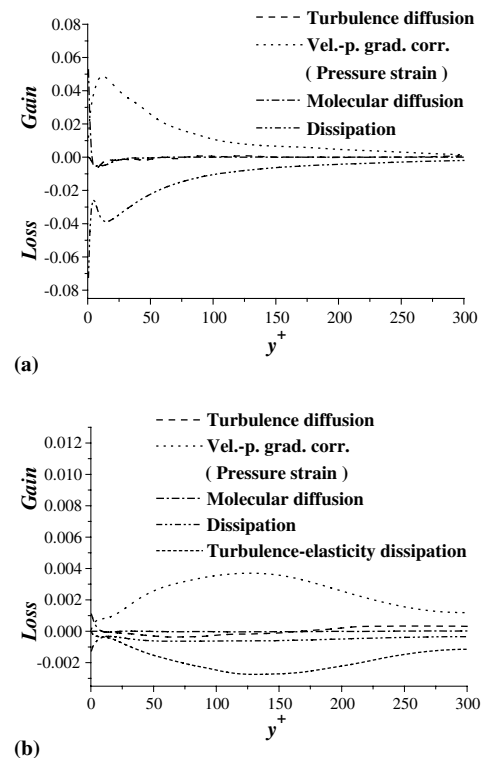 Turbulence diffusion
Vel.-p. grad. corr.
( Pressure strain )
Molecular diffusion
Dissipation
Gain
Loss
0.08
0.06
0.04
0.02
0.00
-0.02
-0.04
-0.06
-0.08
0 50 100 150 200 250 300
y+
(a)
Turbulence diffusion
Vel.-p. grad. corr.
( Pressure strain )
Molecular diffusion
Dissipation
Turbulence-elasticity dissipation
Gain
Loss
0.012
0.010
0.008
0.006
0.004
0.002
0.000
-0.002
0 50 100 150 200 250 300
y+
(b)